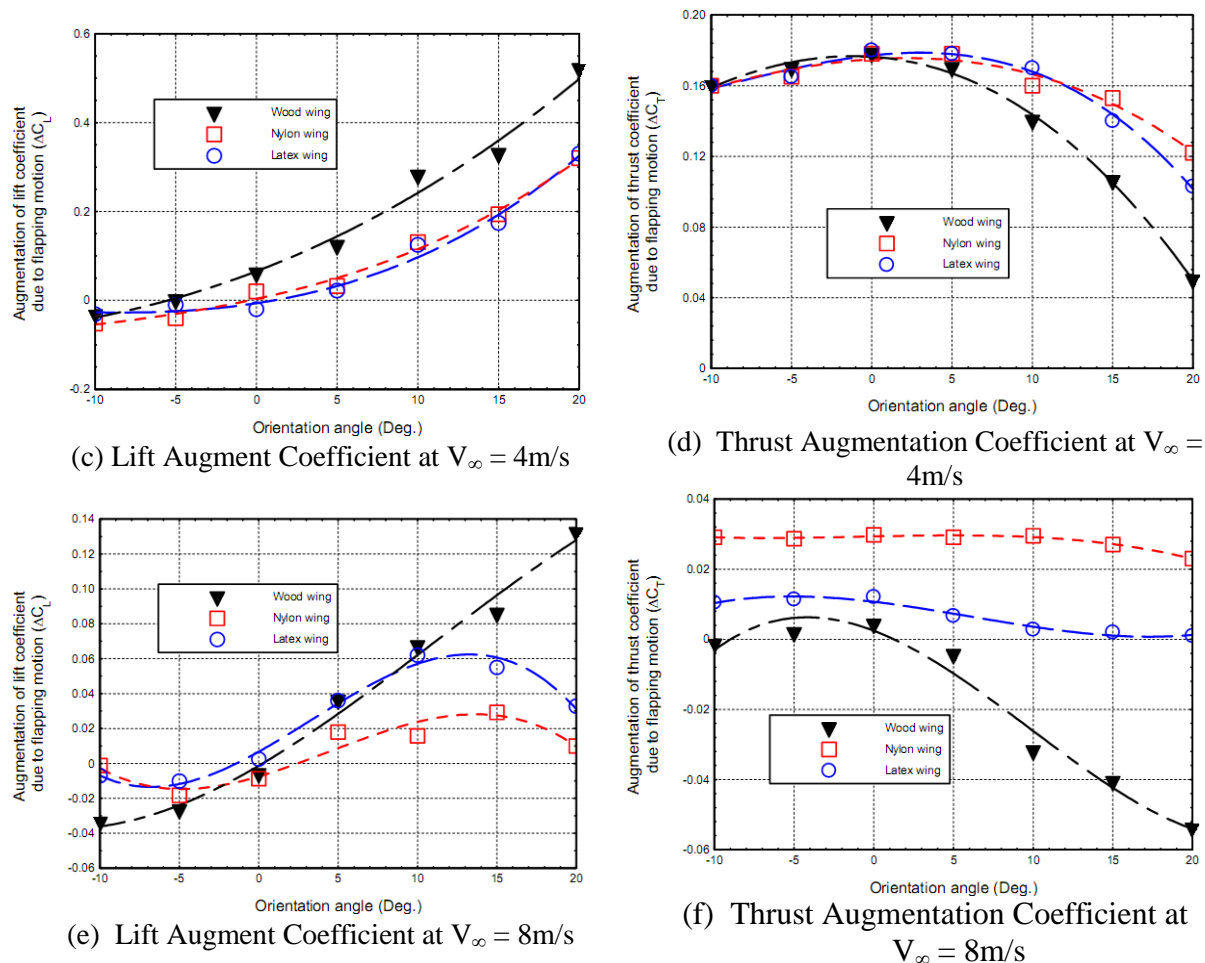 0.6
0.4
0.2
0
-0.2
Augmentation of lift coefficient
due to flapping motion (ΔC_L)
Wood wing
Nylon wing
Latex wing
-10 -5 0 5 10 15 20
Orientation angle (Deg.)
(c) Lift Augment Coefficient at V∞ = 4m/s
0.20
0.16
0.12
0.08
0.04
0.00
Augmentation of thrust coefficient
due to flapping motion (ΔC_T)
Wood wing
Nylon wing
Latex wing
-10 -5 0 5 10 15 20
Orientation angle (Deg.)
(d) Thrust Augmentation Coefficient at V∞ =
4m/s
0.14
0.12
0.10
0.08
0.06
0.04
0.02
0
-0.02
-0.04
-0.06
Augmentation of lift coefficient
due to flapping motion (ΔC_L)
Wood wing
Nylon wing
Latex wing
-10 -5 0 5 10 15 20
Orientation angle (Deg.)
(e) Lift Augment Coefficient at V∞ = 8m/s
0.04
0.02
0
-0.02
-0.04
-0.06
Augmentation of thrust coefficient
due to flapping motion (ΔC_T)
Wood wing
Nylon wing
Latex wing
-10 -5 0 5 10 15 20
Orientation angle (Deg.)
(f) Thrust Augmentation Coefficient at
V∞ = 8m/s